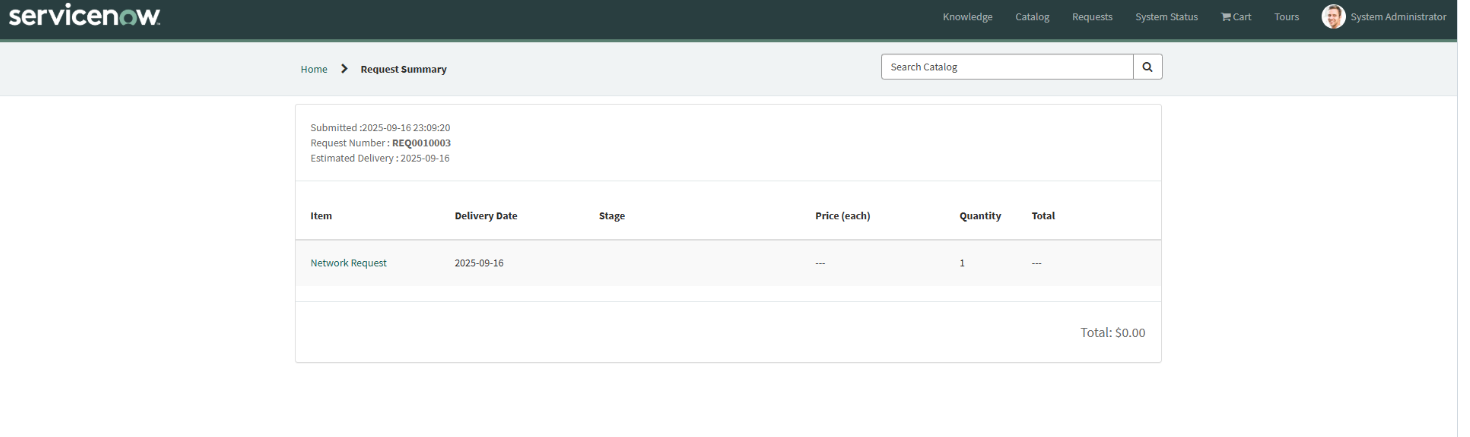 servicenow
Knowledge Catalog Requests System Status Cart Tours System Administrator
Home Request Summary
Search Catalog
Submitted :2025-09-16 23:09:20
Request Number : REQ0010003
Estimated Delivery : 2025-09-16
Item Delivery Date Stage Price (each) Quantity Total
Network Request 2025-09-16 --- 1 ---
Total: $0.00